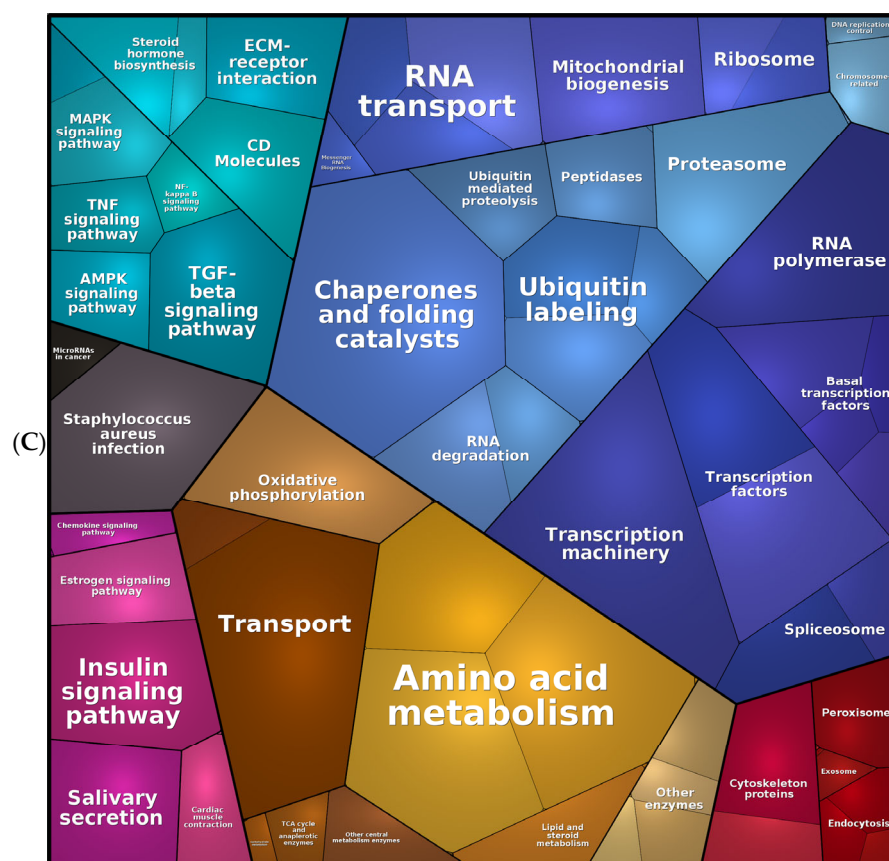 Steroid
hormone
biosynthesis
ECM-
receptor
interaction
RNA
transport
Mitochondrial
biogenesis
Ribosome
DNA replication
control
Chromosome
related
MAPK
signaling
pathway
CD
Molecules
Messenger
RNA
Biogenesis
NF-
kappa B
signaling
pathway
Ubiquitin
mediated
proteolysis
Peptidases
Proteasome
TNF
signaling
pathway
RNA
polymerase
AMPK
signaling
pathway
TGF-
beta
signaling
pathway
Chaperones
and folding
catalysts
Ubiquitin
labeling
MicroRNAs
in cancer
Basal
transcription
factors
Staphylococcus
aureus
infection
(C)
RNA
degradation
Oxidative
phosphorylation
Transcription
factors
Chemokine signaling
pathway
Transcription
machinery
Estrogen signaling
pathway
Transport
Spliceosome
Insulin
signaling
pathway
Amino acid
metabolism
Peroxisome
Exosome
Cytoskeleton
proteins
Salivary
secretion
Cardiac
muscle
contraction
Other
enzymes
Endocytosis
TCA cycle
and
anaplerotic
enzymes
Other central
metabolism enzymes
Lipid and
steroid
metabolism